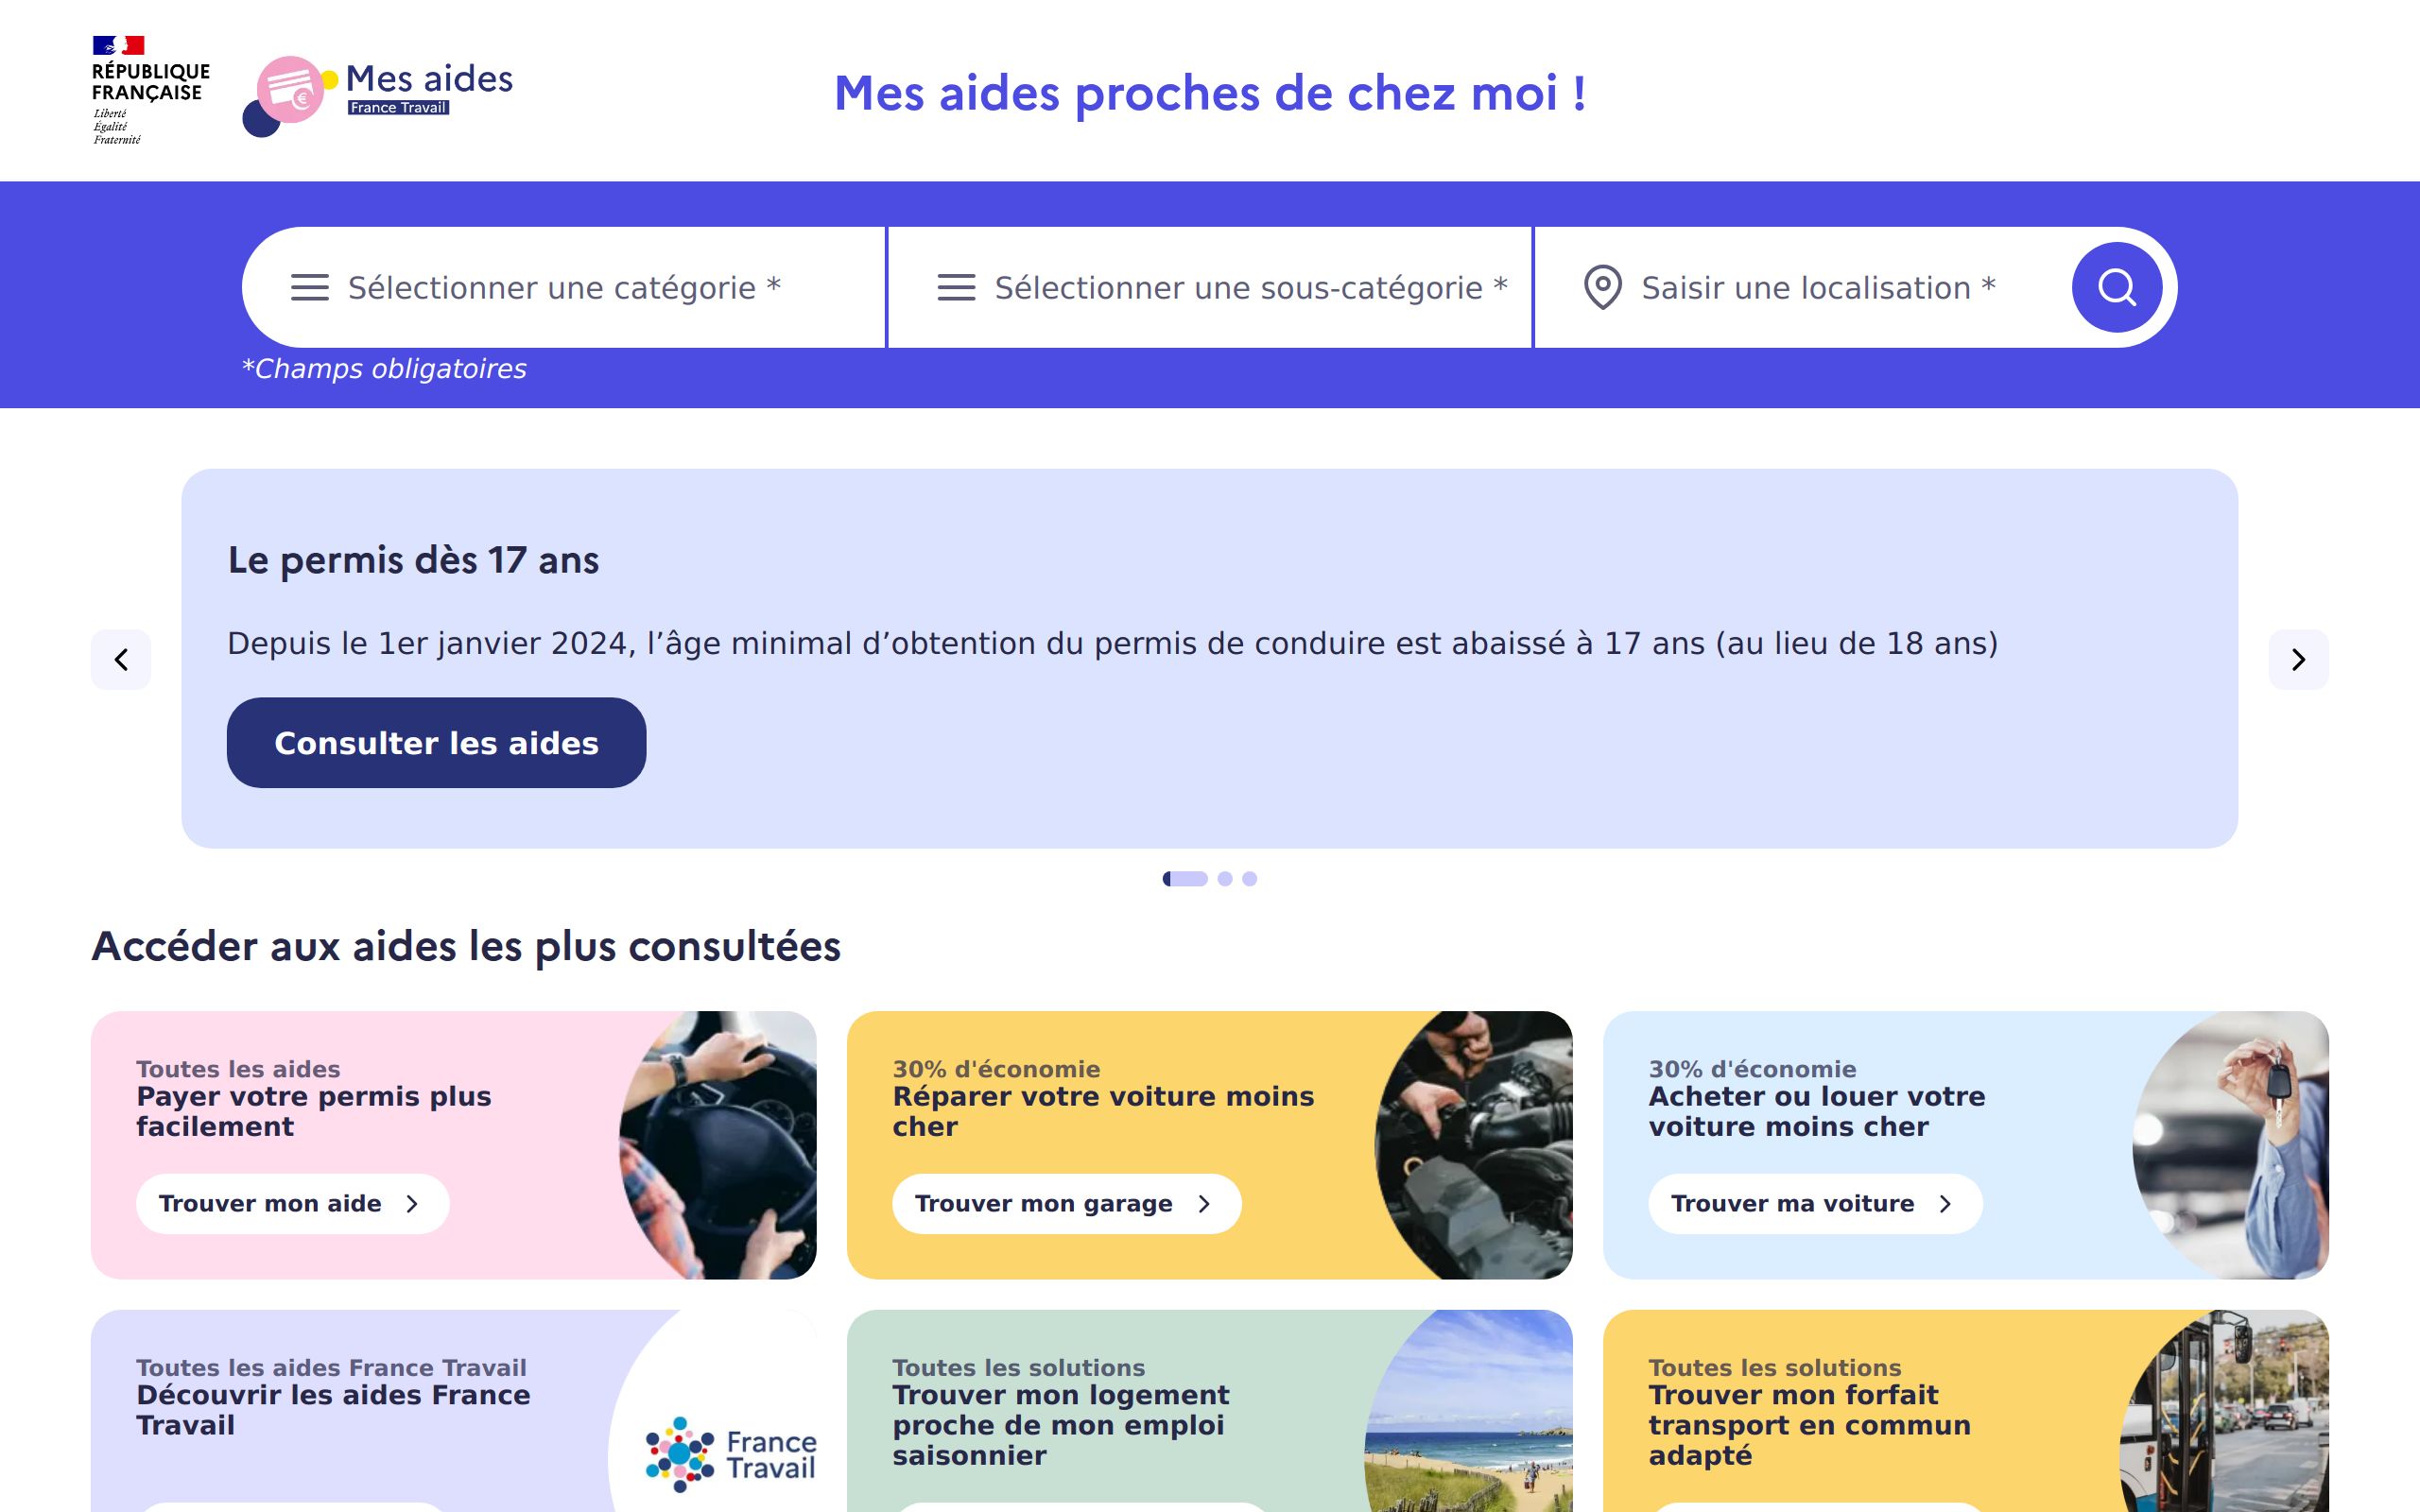 RÉPUBLIQUE
FRANÇAISE
Liberté
Égalité
Fraternité
Mes aides
France Travail
Mes aides proches de chez moi !
Sélectionner une catégorie *
Sélectionner une sous-catégorie *
Saisir une localisation *
*Champs obligatoires
Le permis dès 17 ans
Depuis le 1er janvier 2024, l’âge minimal d’obtention du permis de conduire est abaissé à 17 ans (au lieu de 18 ans)
Consulter les aides
Accéder aux aides les plus consultées
Toutes les aides
Payer votre permis plus
facilement
Trouver mon aide
30% d'économie
Réparer votre voiture moins
cher
Trouver mon garage
30% d'économie
Acheter ou louer votre
voiture moins cher
Trouver ma voiture
Toutes les aides France Travail
Découvrir les aides France
Travail
France
Travail
Toutes les solutions
Trouver mon logement
proche de mon emploi
saisonnier
Toutes les solutions
Trouver mon forfait
transport en commun
adapté